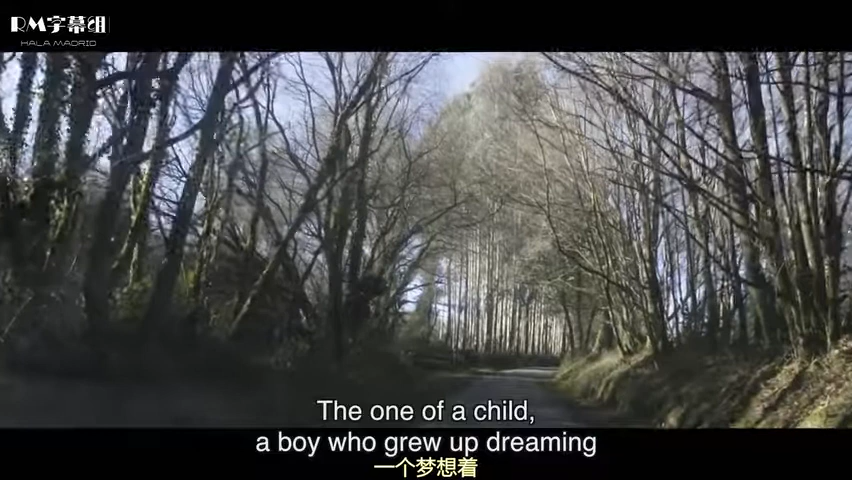 RM字幕组
HALA MADRID
The one of a child,
a boy who grew up dreaming
一个梦想着